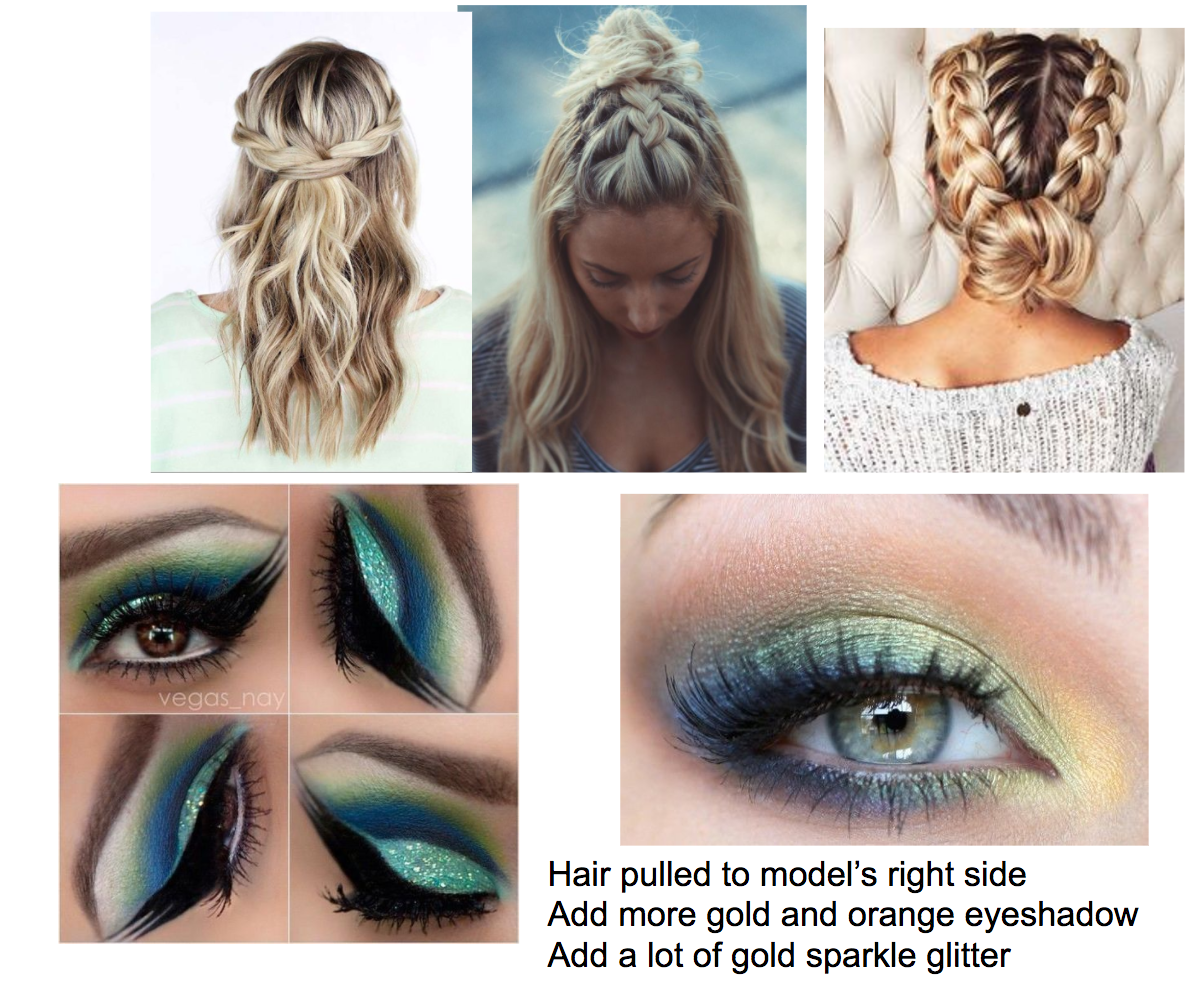 vegas_nay
Hair pulled to model’s right side
Add more gold and orange eyeshadow
Add a lot of gold sparkle glitter